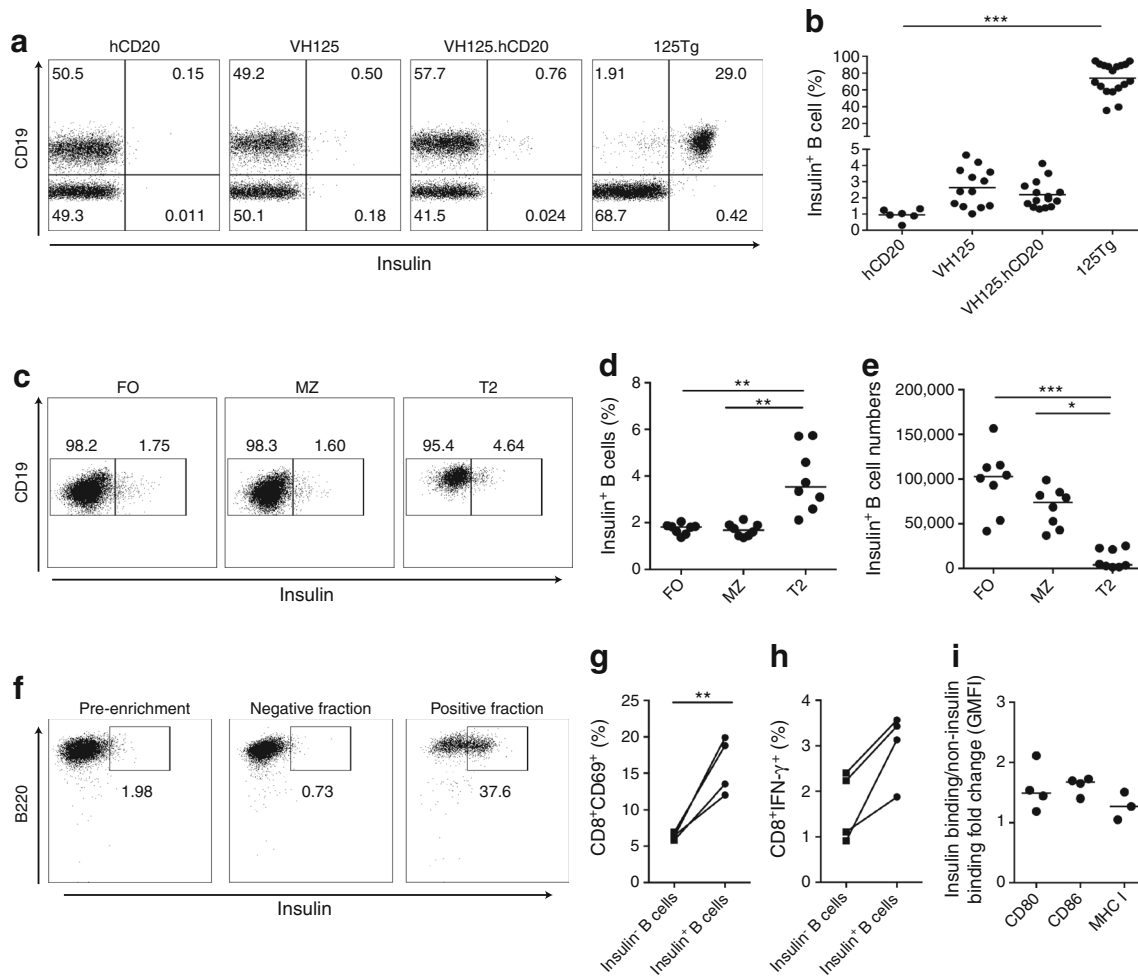 a
hCD20 VH125 VH125.hCD20 125Tg
50.5 0.15 49.2 0.50 57.7 0.76 1.91 29.0
49.3 0.011 50.1 0.18 41.5 0.024 68.7 0.42
CD19
Insulin
b
***
Insulin+ B cell (%)
100
80
60
40
20
5
4
3
2
1
0
hCD20 VH125 VH125.hCD20 125Tg
c
FO MZ T2
98.2 1.75 98.3 1.60 95.4 4.64
CD19
Insulin
d
**
**
Insulin+ B cells (%)
8
6
4
2
0
FO MZ T2
e
***
*
Insulin+ B cell numbers
200,000
150,000
100,000
50,000
0
FO MZ T2
f
Pre-enrichment Negative fraction Positive fraction
1.98 0.73 37.6
B220
Insulin
g
**
CD8+CD69+ (%)
25
20
15
10
5
0
Insulin- B cells Insulin+ B cells
h
CD8+IFN-γ+ (%)
4
3
2
1
0
Insulin- B cells Insulin+ B cells
i
Insulin binding/non-insulin
binding fold change (GMFI)
3
2
1
0
CD80 CD86 MHC I